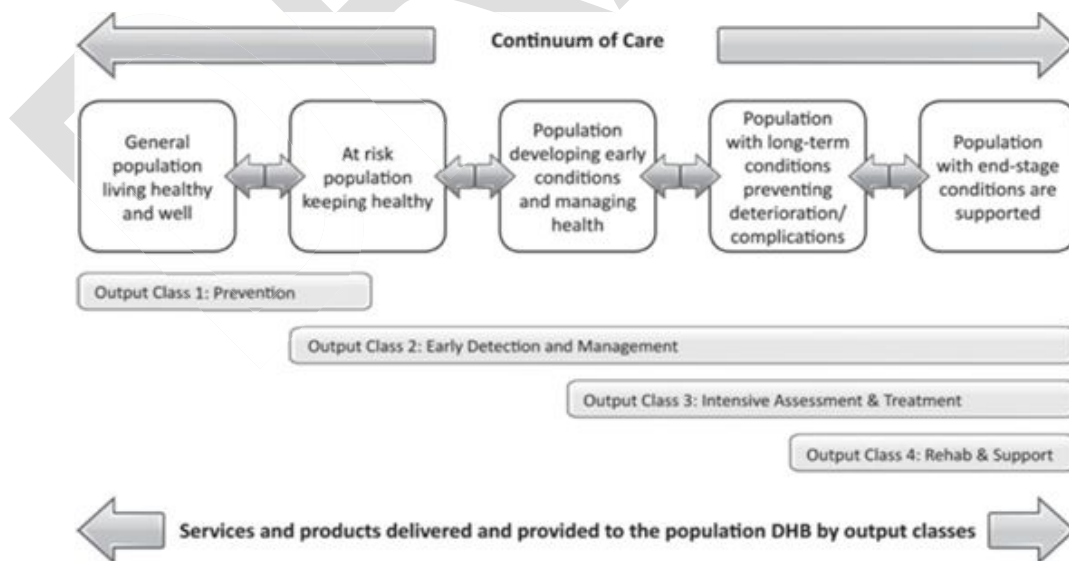 Continuum of Care
General
population
living healthy
and well
At risk
population
keeping healthy
Population
developing early
conditions
and managing
health
Population
with long-term
conditions
preventing
deterioration/
complications
Population
with end-stage
conditions are
supported
Output Class 1: Prevention
Output Class 2: Early Detection and Management
Output Class 3: Intensive Assessment & Treatment
Output Class 4: Rehab & Support
Services and products delivered and provided to the population DHB by output classes